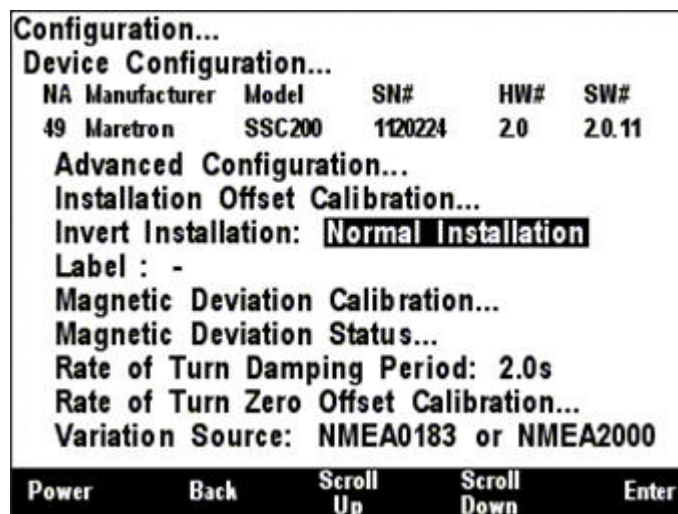 Configuration...
Device Configuration...
NA Manufacturer Model SN# HW# SW#
49 Maretron SSC200 1120224 2.0 2.0.11
Advanced Configuration...
Installation Offset Calibration...
Invert Installation: Normal Installation
Label : -
Magnetic Deviation Calibration...
Magnetic Deviation Status...
Rate of Turn Damping Period: 2.0s
Rate of Turn Zero Offset Calibration...
Variation Source: NMEA0183 or NMEA2000
Power Back Scroll Up Scroll Down Enter